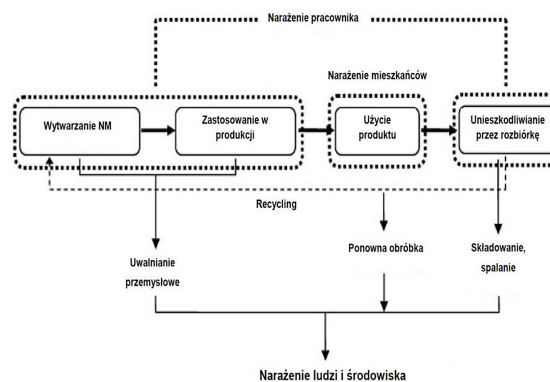 Narażenie pracownika
Narażenie mieszkańców
Wytwarzanie NM
Zastosowanie w
produkcji
Użycie
produktu
Unieszkodliwianie
przez rozbiórkę
Recycling
Uwalnianie
przemysłowe
Ponowna obróbka
Składowanie,
spalanie
Narażenie ludzi i środowiska